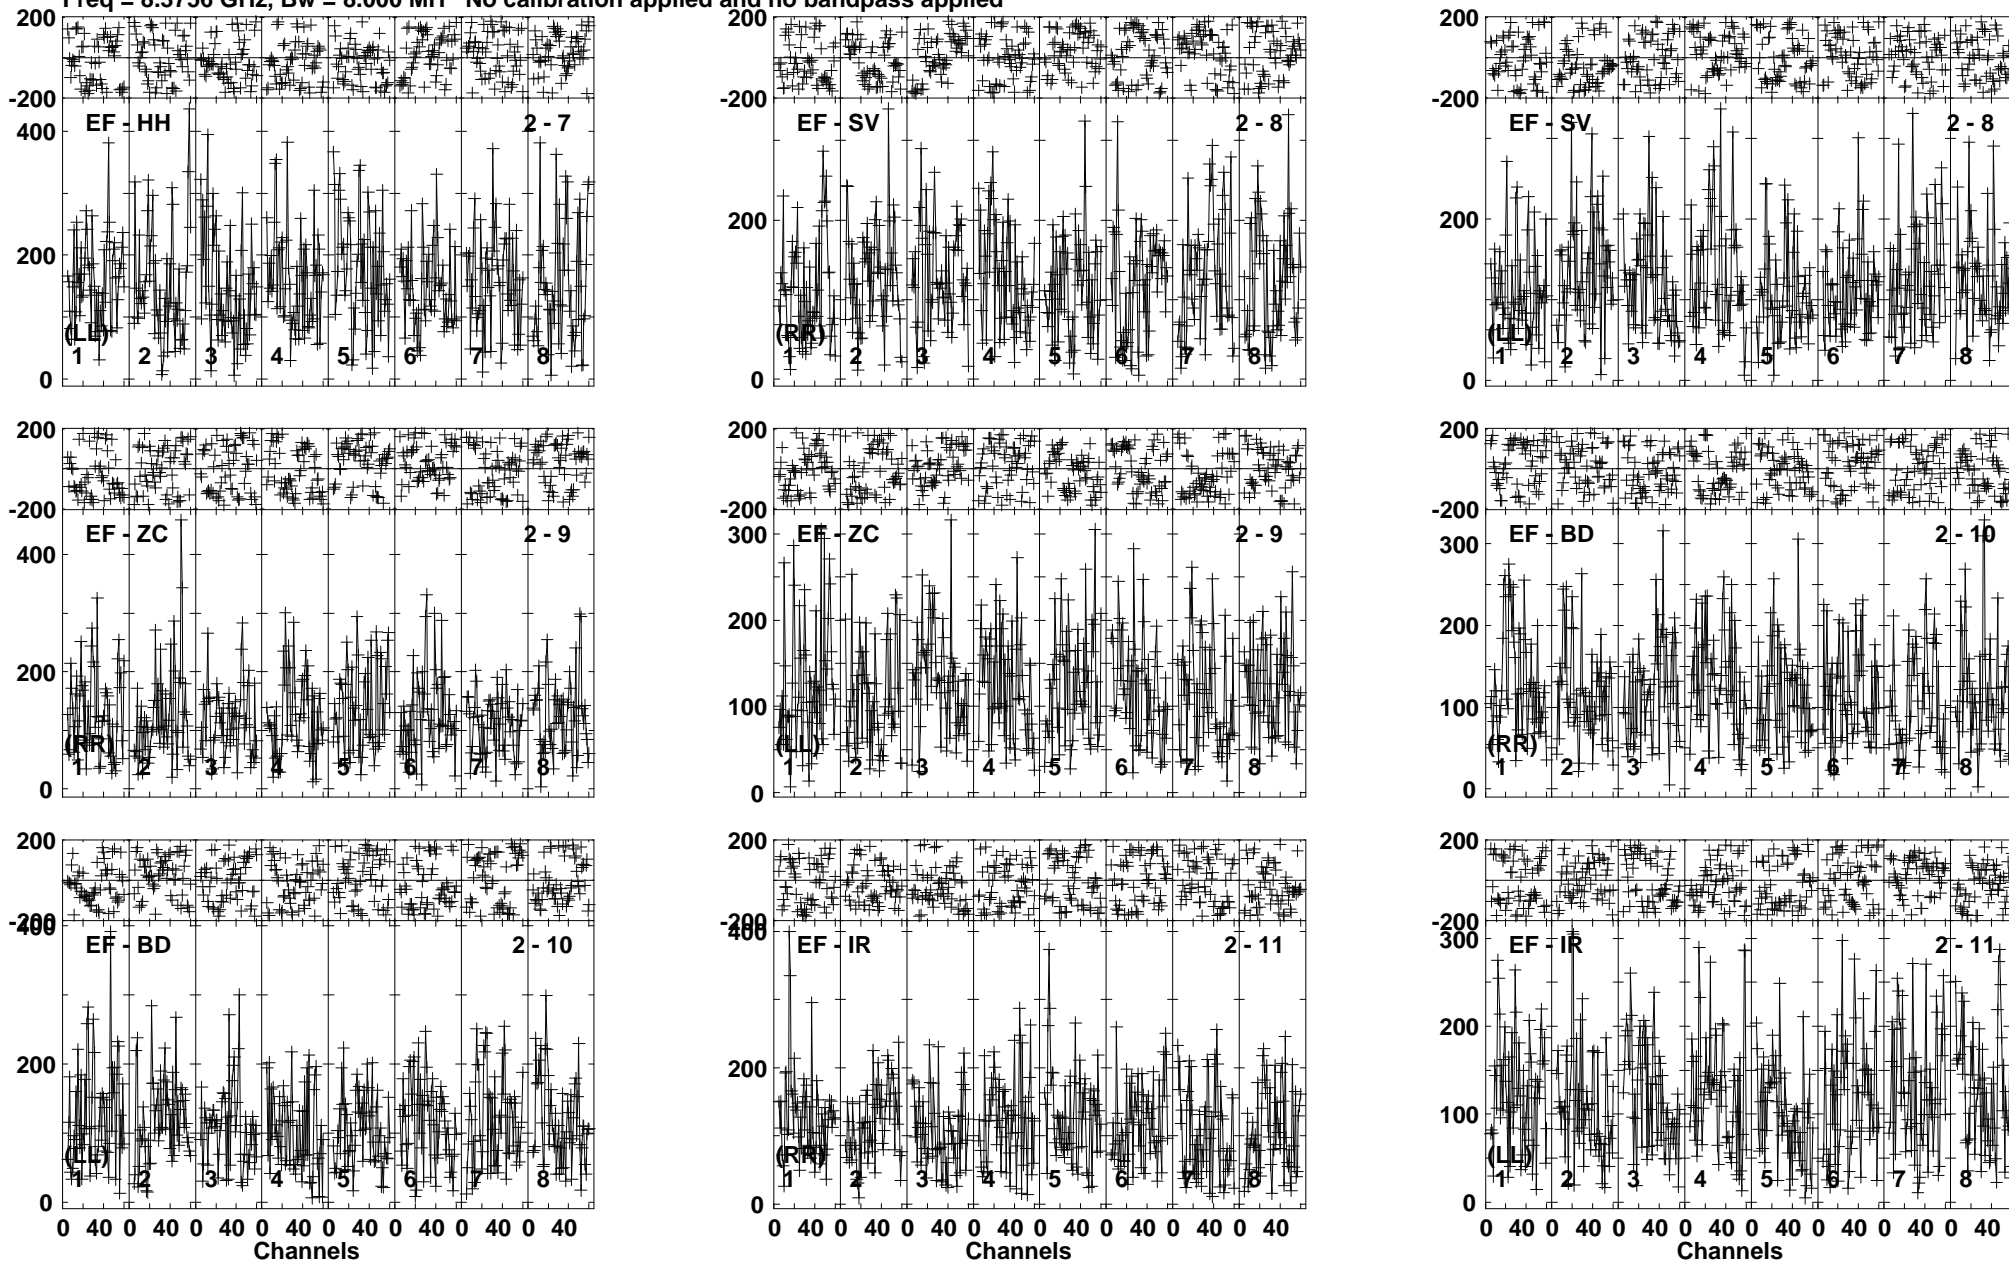 Freq = 8.3756 GHz, Bw = 8.000 MH No calibration applied and no bandpass applied
200 200 200
-200 -200 -200
EF - HH 2 - 7 EF - SV 2 - 8 EF - SV 2 - 8
400
200 200 200
(LL) (RR) (LL)
1 2 3 4 5 6 7 8 1 2 3 4 5 6 7 8 1 2 3 4 5 6 7 8
0 0 0
200 200 200
-200 -200 -200
EF - ZC 2 - 9 EF - ZC 2 - 9 EF - BD 2 - 10
400 300 300
200 200 200
100 100
(RR) (LL) (RR)
1 2 3 4 5 6 7 8 1 2 3 4 5 6 7 8 1 2 3 4 5 6 7 8
0 0 0
200 200 200
-200 -200 -200
400 400 300
EF - BD 2 - 10 EF - IR 2 - 11 EF - IR 2 - 11
200 200 200
100
(LL) (RR) (LL)
1 2 3 4 5 6 7 8 1 2 3 4 5 6 7 8 1 2 3 4 5 6 7 8
0 0 0
0 40 0 40 0 40 0 40 0 40 0 40 0 40 0 40 0 40 0 40 0 40 0 40 0 40 0 40 0 40 0 40 0 40 0 40 0 40 0 40 0 40 0 40 0 40 0 40
Channels Channels Channels